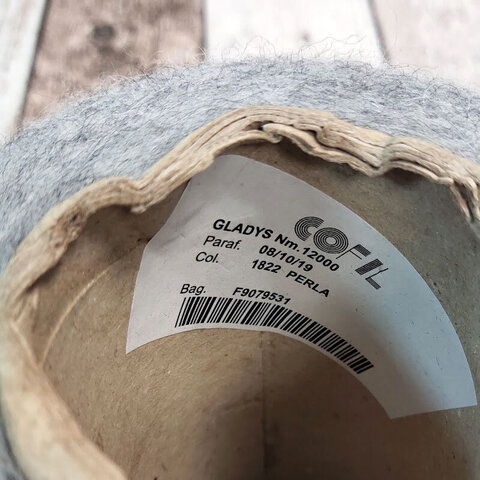 COFIL
GLADYS Nm.12000
Paraf. 08/10/19
Col. 1822 PERLA
Bag. F9079531